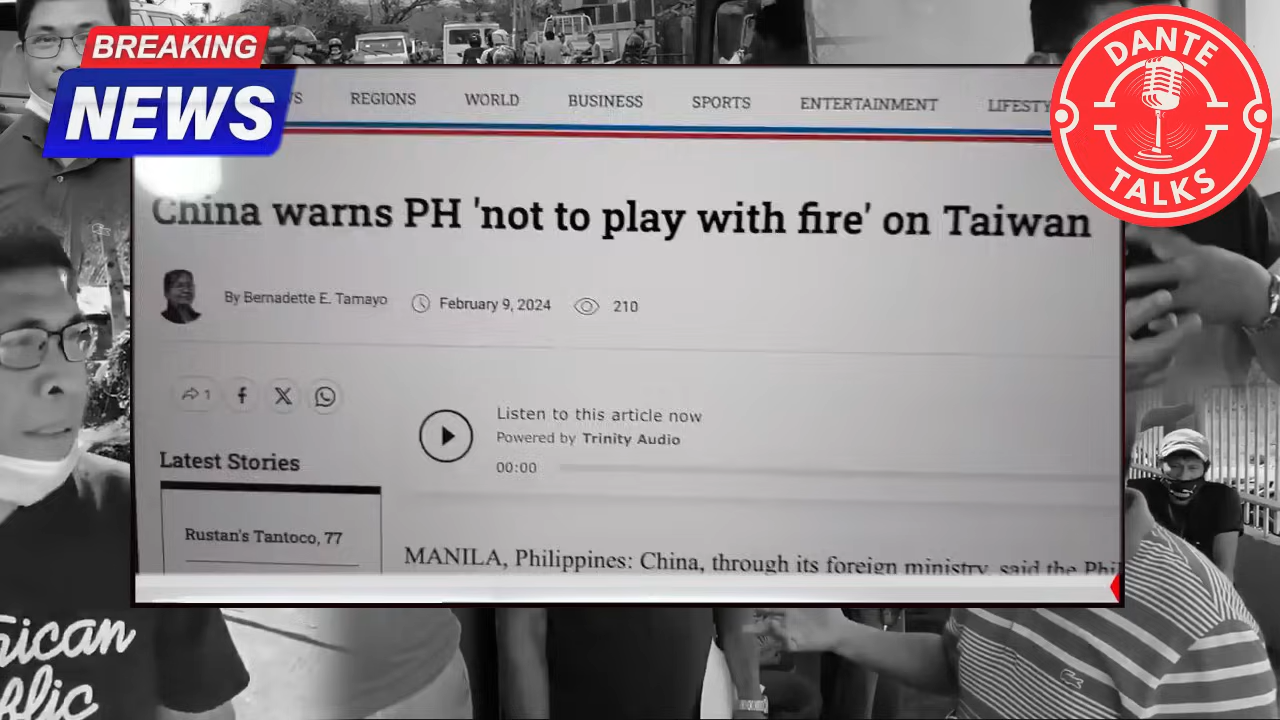 BREAKING
NEWS
DANTE
TALKS
REGIONS WORLD BUSINESS SPORTS ENTERTAINMENT
China warns PH 'not to play with fire' on Taiwan
By Bernadette E. Tamayo February 9, 2024 210
1
Listen to this article now
Powered by Trinity Audio
00:00
Latest Stories
Rustan's Tantoco, 77
MANILA, Philippines: China, through its foreign ministry, said the